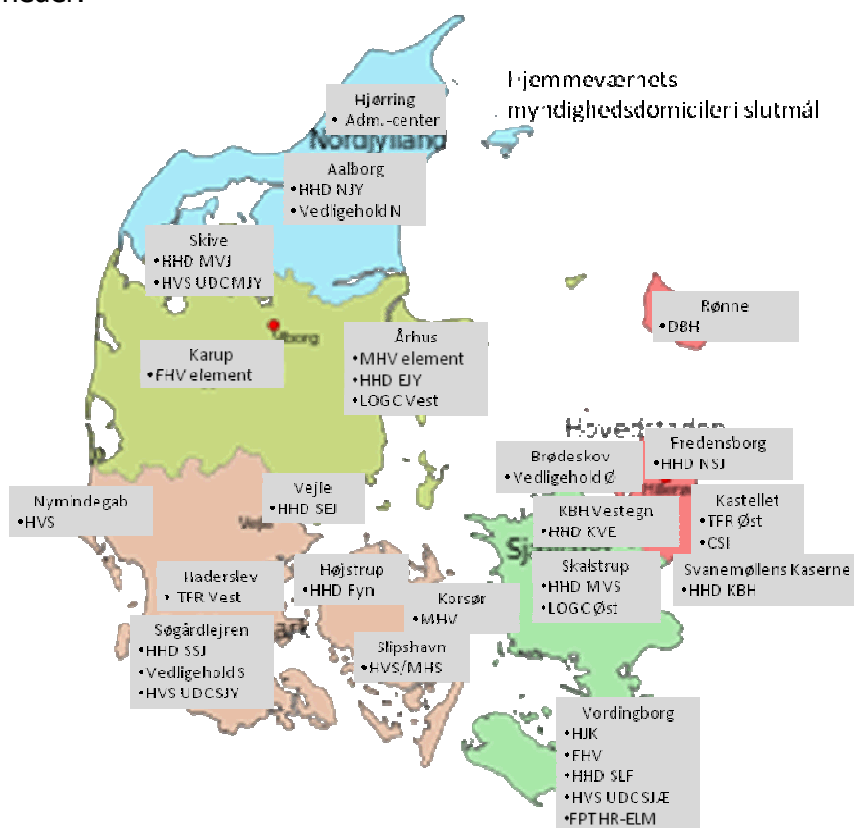 Hjemmeværnets
myndighedsdomiciler i slutmål
Hjørring
• Adm.-center
Nordjylland
Aalborg
• HHD NJY
• Vedligehold N
Skive
• HHD MVJ
• HVS UDC MJY
Rønne
• DBH
Karup
• FHV element
Århus
• MHV element
• HHD EJY
• LOGC Vest
Hovedstaden
Fredensborg
• HHD NSJ
Brødeskov
• Vedligehold Ø
Vejle
• HHD SEJ
Nymindegab
• HVS
KBH Vestegn
• HHD KVE
Kastellet
• TFR Øst
• CSI
Haderslev
• TFR Vest
Højstrup
• HHD Fyn
Skalstrup
• HHD MVS
• LOGC Øst
Svanemøllens Kaserne
• HHD KBH
Korsør
• MHV
Søgårdlejren
• HHD SSJ
• Vedligehold S
• HVS UDC SJY
Slipshavn
• HVS/MHS
Vordingborg
• HJK
• FHV
• HHD SLF
• HVS UDC SJÆ
• FPT HR-ELM